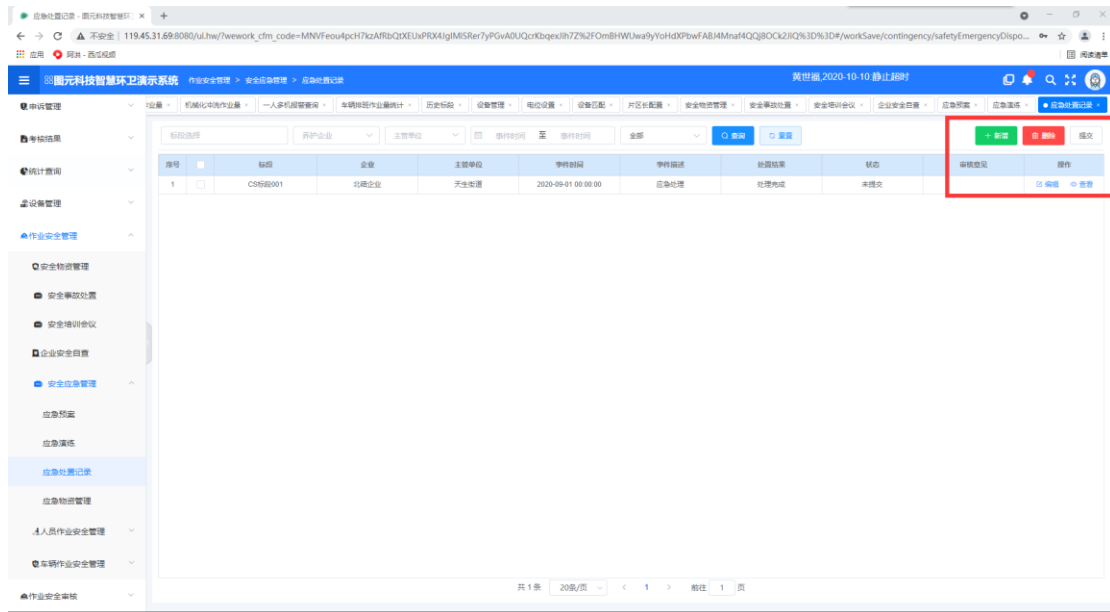 应急处置记录 - 图元科技智慧环卫
不安全 119.45.31.69:8080/ul.hw/?wework_cfm_code=MNVFeou4pcH7kzAfRbQtXEUxPRX4JgIMISRer7yPGvA0UQcrKbqexJih7Z%2FOmBHWUwa9yYoHdXPbwFABJ4Mnaf4QQj8OCk2JIQ%3D%3D#/workSave/contingency/safetyEmergencyDispo...
应用 网洪 - 西瓜视频 阅读清单
图元科技智慧环卫演示系统 作业安全管理 > 安全应急管理 > 应急处置记录 黄世福,2020-10-10 静止超时
申诉管理 业量 机械化冲洗作业量 一人多机报警查询 车辆排班作业量统计 历史标段 设备管理 电位设置 设备匹配 片区长配置 安全物资管理 安全事故处置 安全培训会议 企业安全自查 应急预案 应急演练 应急处置记录
考核结果 标段选择 养护企业 主管单位 事件时间 至 事件时间 全部 查询 重置 新增 删除 提交
统计查询 序号 标段 企业 主管单位 事件时间 事件描述 处置结果 状态 审核意见 操作
1 CS标段001 北碚企业 天生街道 2020-09-01 00:00:00 应急处理 处理完成 未提交 编辑 查看
设备管理
作业安全管理
安全物资管理
安全事故处置
安全培训会议
企业安全自查
安全应急管理
应急预案
应急演练
应急处置记录
应急物资管理
人员作业安全管理
车辆作业安全管理
共 1 条 20条/页 1 前往 1 页
作业安全审核